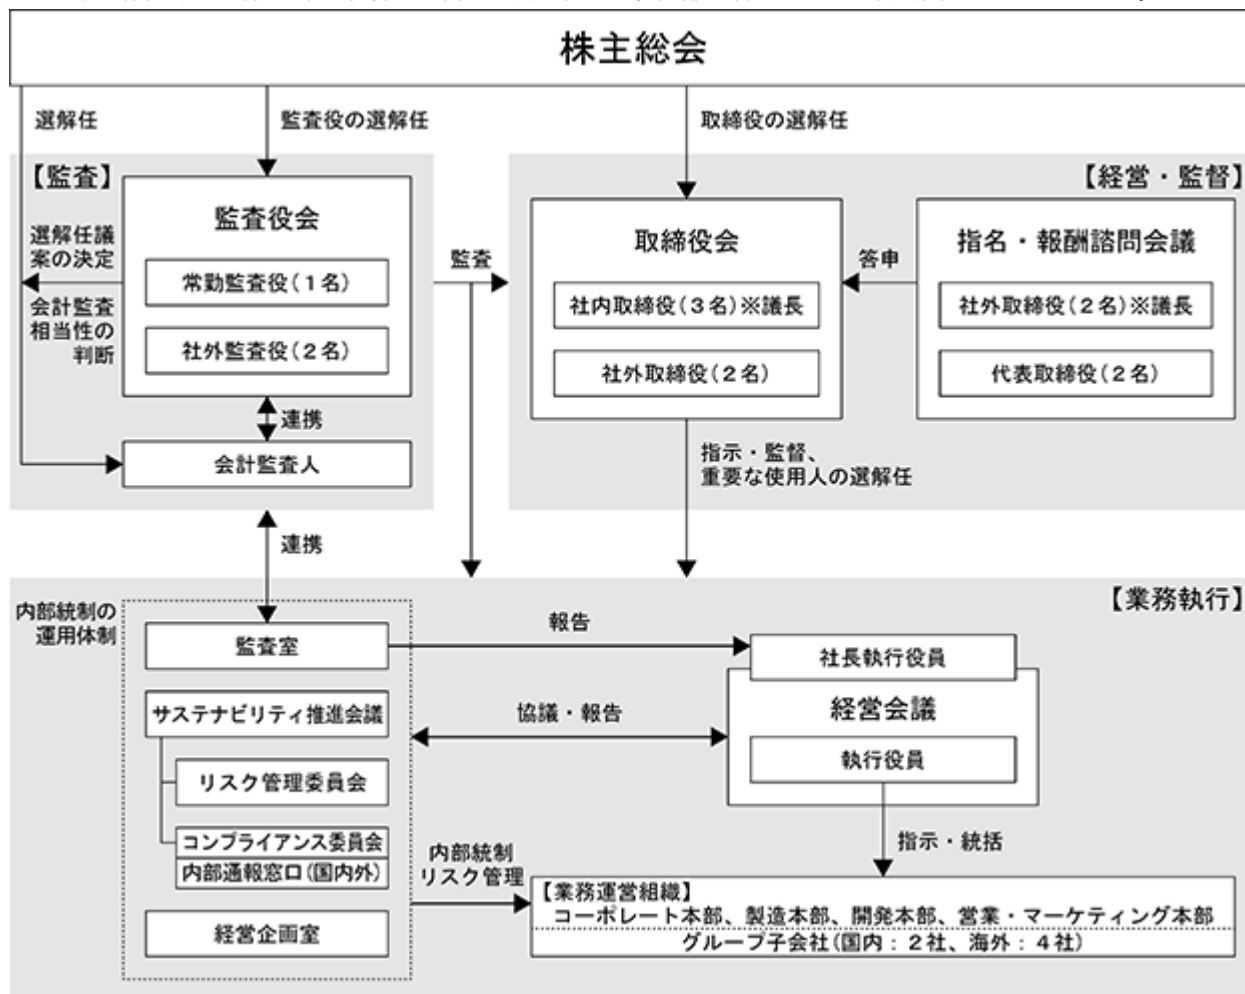 株主総会
選解任
監査役の選解任
取締役の選解任
【監査】
監査役会
常勤監査役(1名)
社外監査役(2名)
選解任議
案の決定
会計監査
相当性の
判断
連携
会計監査人
監査
【経営・監督】
取締役会
社内取締役(3名)※議長
社外取締役(2名)
答申
指名・報酬諮問会議
社外取締役(2名)※議長
代表取締役(2名)
指示・監督、
重要な使用人の選解任
連携
【業務執行】
内部統制の
運用体制
監査室
サステナビリティ推進会議
リスク管理委員会
コンプライアンス委員会
内部通報窓口(国内外)
経営企画室
報告
協議・報告
社長執行役員
経営会議
執行役員
指示・統括
内部統制
リスク管理
【業務運営組織】
コーポレート本部、製造本部、開発本部、営業・マーケティング本部
グループ子会社(国内:2社、海外:4社)